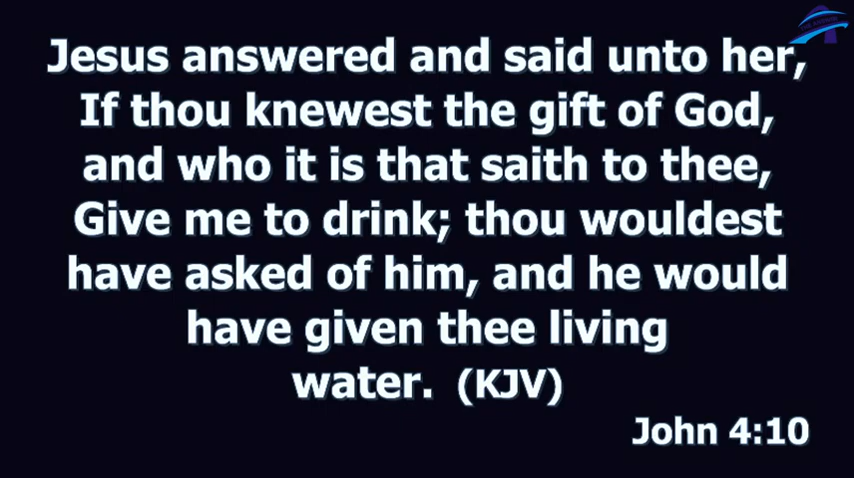 Jesus answered and said unto her,
If thou knewest the gift of God,
and who it is that saith to thee,
Give me to drink; thou wouldest
have asked of him, and he would
have given thee living
water. (KJV)
John 4:10